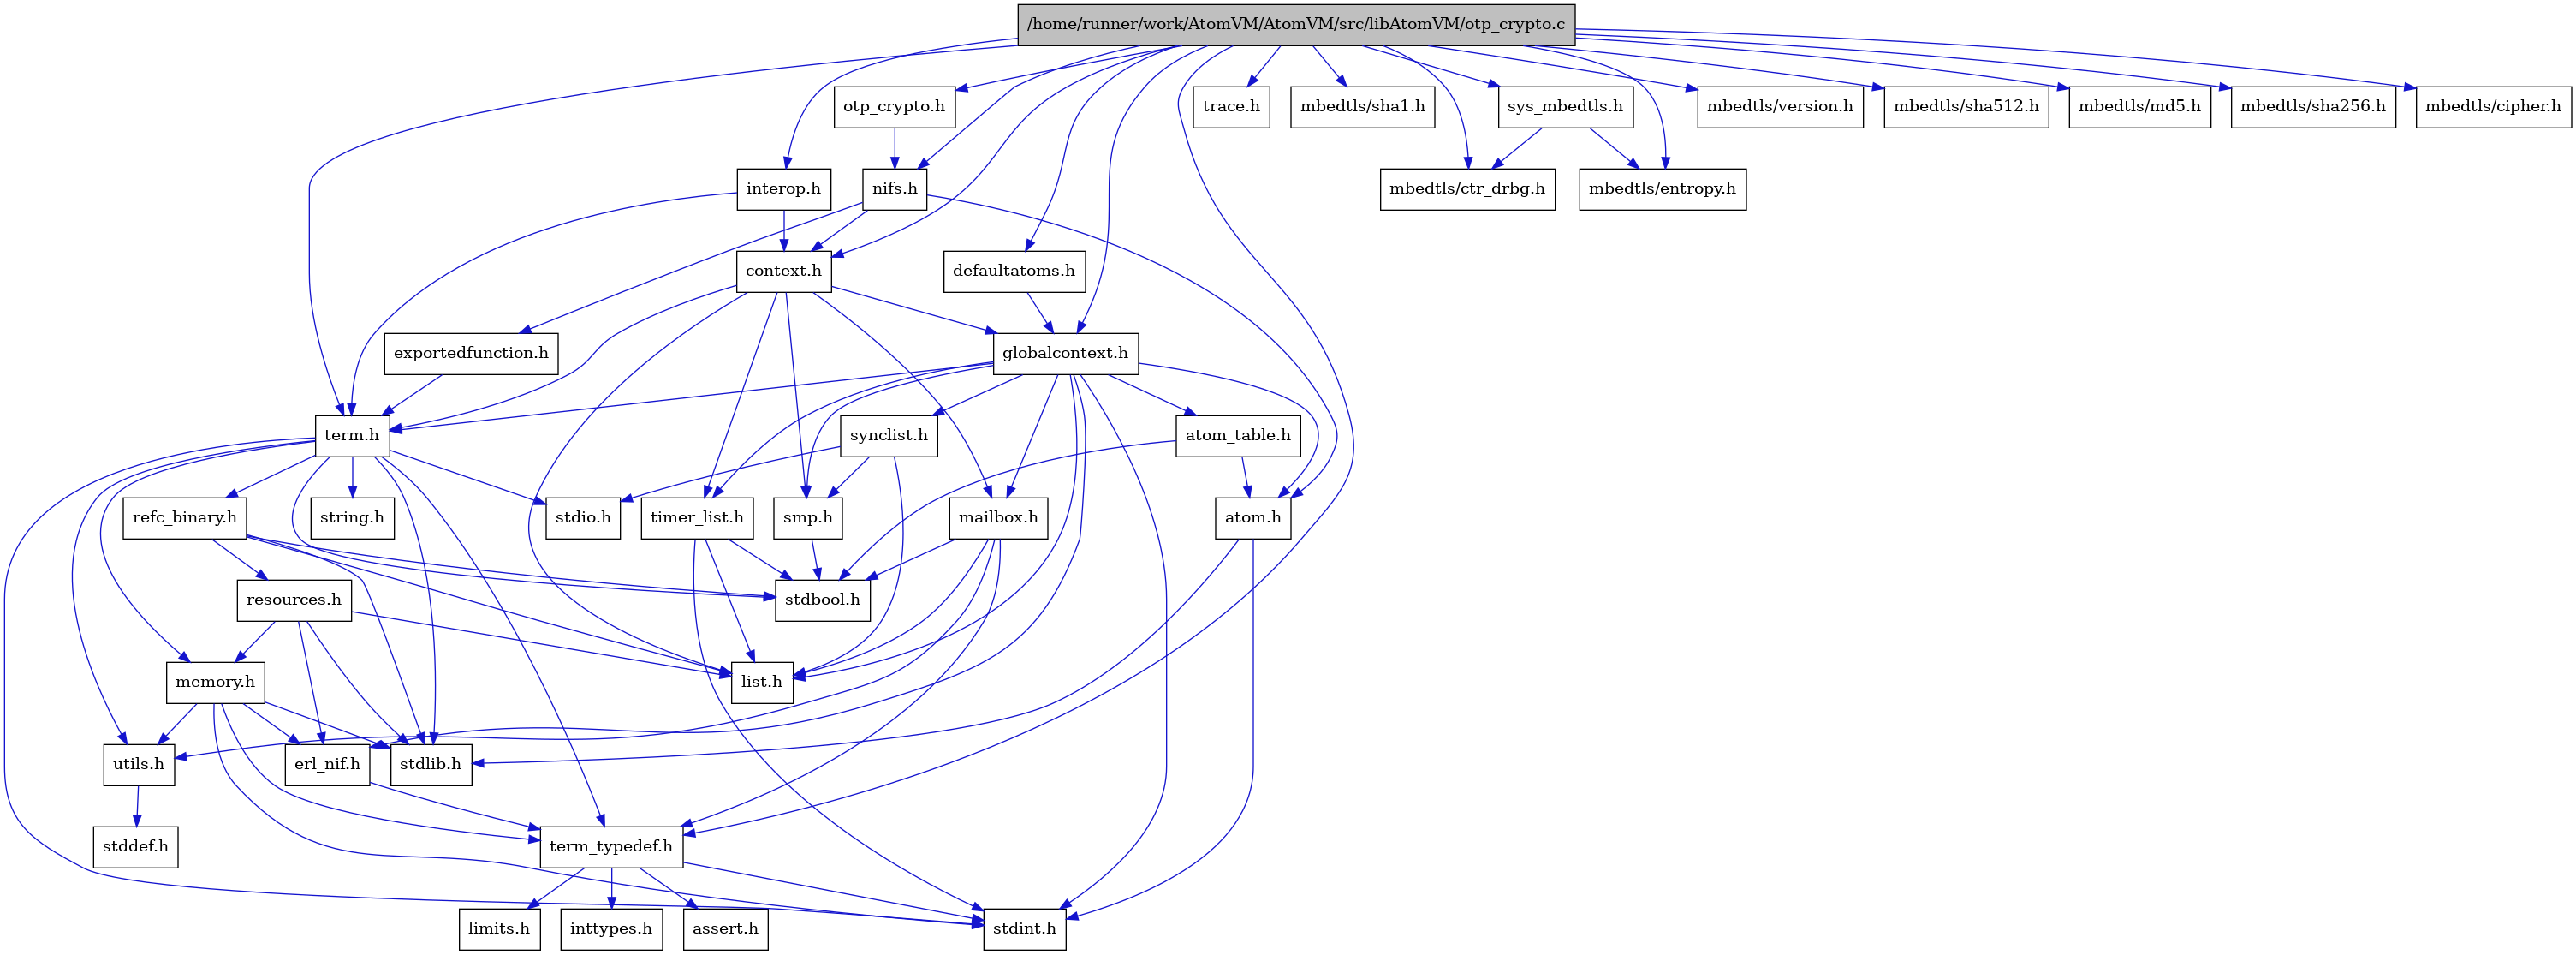 /home/runner/work/AtomVM/AtomVM/src/libAtomVM/otp_crypto.c
otp_crypto.h
trace.h
mbedtls/sha1.h
sys_mbedtls.h
mbedtls/version.h
mbedtls/sha512.h
mbedtls/md5.h
mbedtls/sha256.h
mbedtls/cipher.h
interop.h
nifs.h
mbedtls/ctr_drbg.h
mbedtls/entropy.h
context.h
defaultatoms.h
exportedfunction.h
globalcontext.h
term.h
synclist.h
atom_table.h
refc_binary.h
string.h
stdio.h
timer_list.h
smp.h
mailbox.h
atom.h
resources.h
stdbool.h
memory.h
list.h
utils.h
erl_nif.h
stdlib.h
stddef.h
term_typedef.h
limits.h
inttypes.h
assert.h
stdint.h